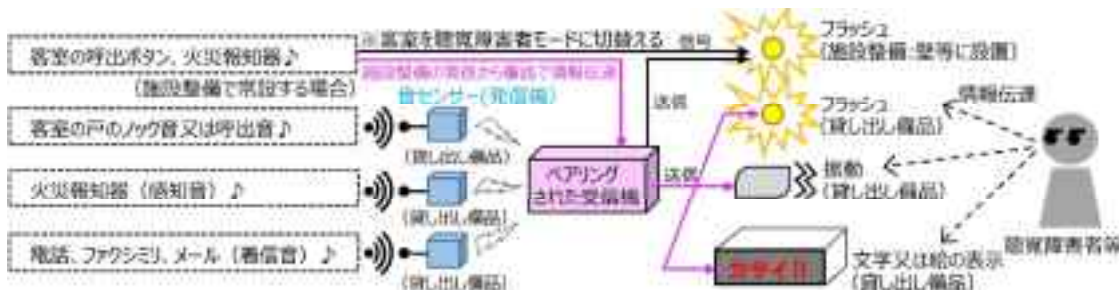 客室の呼出ボタン、火災報知器♪
(施設整備で常設する場合)
※客室を聴覚障害者モードに切替える
信号
施設整備の発信から備品で情報伝達
音センサー(発信機)
客室の戸のノック音又は呼出音♪
(貸し出し備品)
火災報知器(感知音)♪
(貸し出し備品)
電話、ファクシミリ、メール(着信音)♪
(貸し出し備品)
ペアリング
された受信機
送信
送信
フラッシュ
(施設整備:壁等に設置)
フラッシュ
(貸し出し備品)
振動
(貸し出し備品)
カサイ!!
文字又は絵の表示
(貸し出し備品)
情報伝達
聴覚障害者等